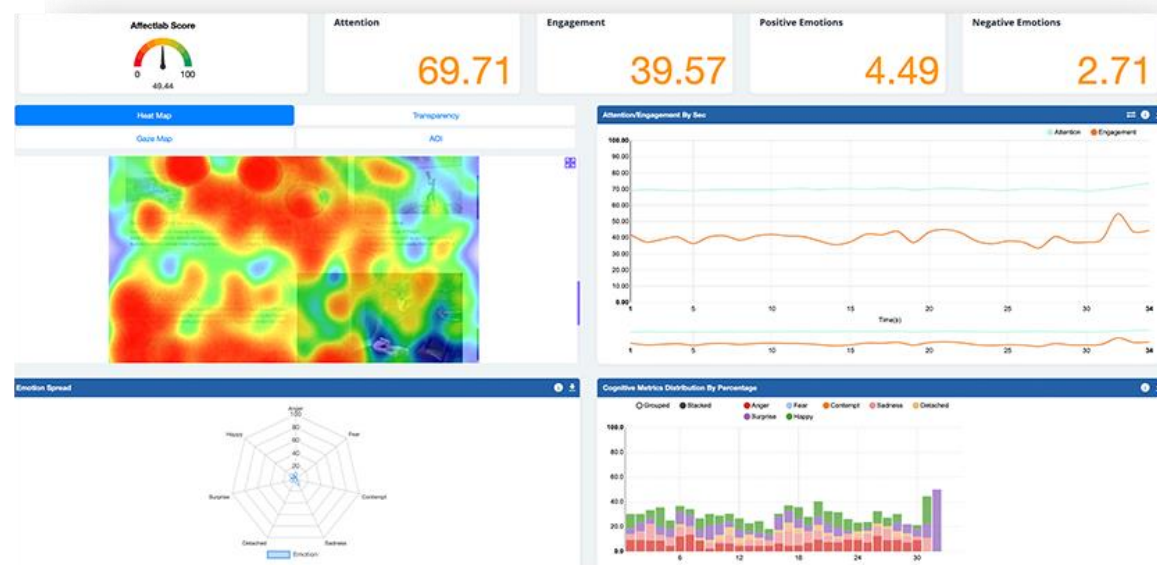 Affectlab Score
0 100
49.44
Attention
69.71
Engagement
39.57
Positive Emotions
4.49
Negative Emotions
2.71
Heat Map
Transparency
Gaze Map
AOI
Attention/Engagement By Sec
Attention Engagement
100.00
90.00
80.00
70.00
60.00
50.00
40.00
30.00
20.00
10.00
0.00
1 5 10 15 20 25 30 34
Time(s)
1 5 10 15 20 25 30 34
Emotion Spread
Anger
100
80
60
40
20
Happy
Fear
Surprise
Contempt
Detached
Sadness
Emotion
Cognitive Metrics Distribution By Percentage
Grouped Stacked Anger Fear Contempt Sadness Detached
Surprise Happy
100.0
80.0
60.0
40.0
20.0
0.0
6 12 18 24 30